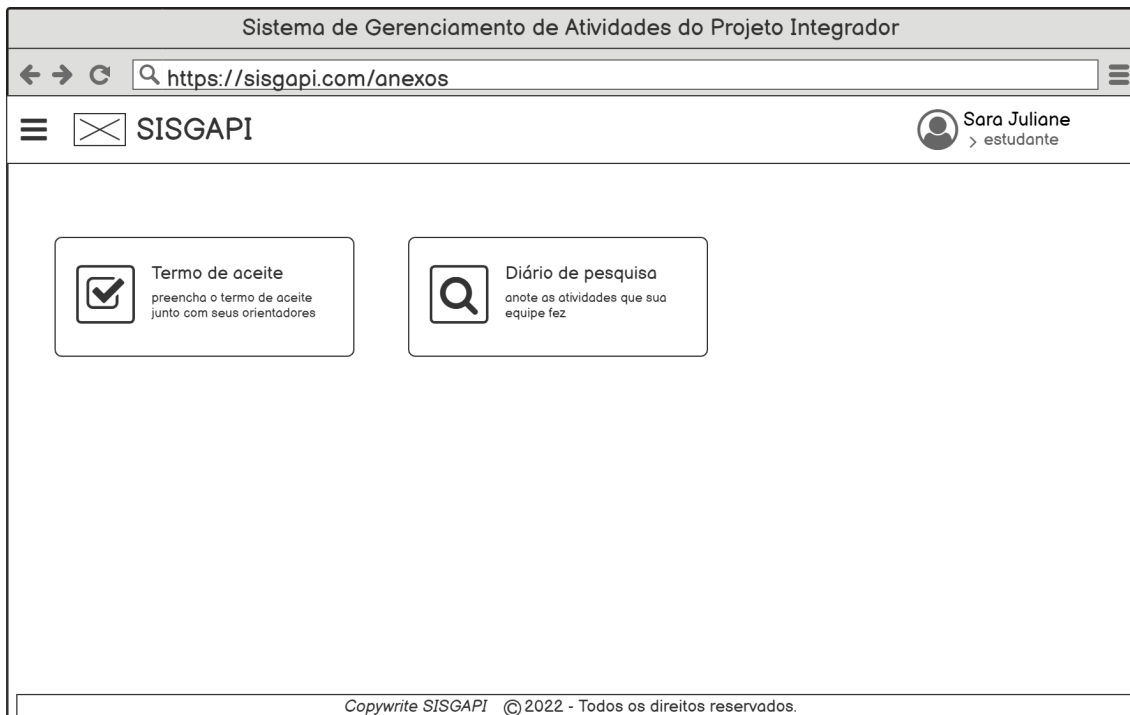 Sistema de Gerenciamento de Atividades do Projeto Integrador
https://sisgapi.com/anexos
SISGAPI
Sara Juliane
> estudante
Termo de aceite
preencha o termo de aceite
junto com seus orientadores
Diário de pesquisa
anote as atividades que sua
equipe fez
Copywrite SISGAPI © 2022 - Todos os direitos reservados.